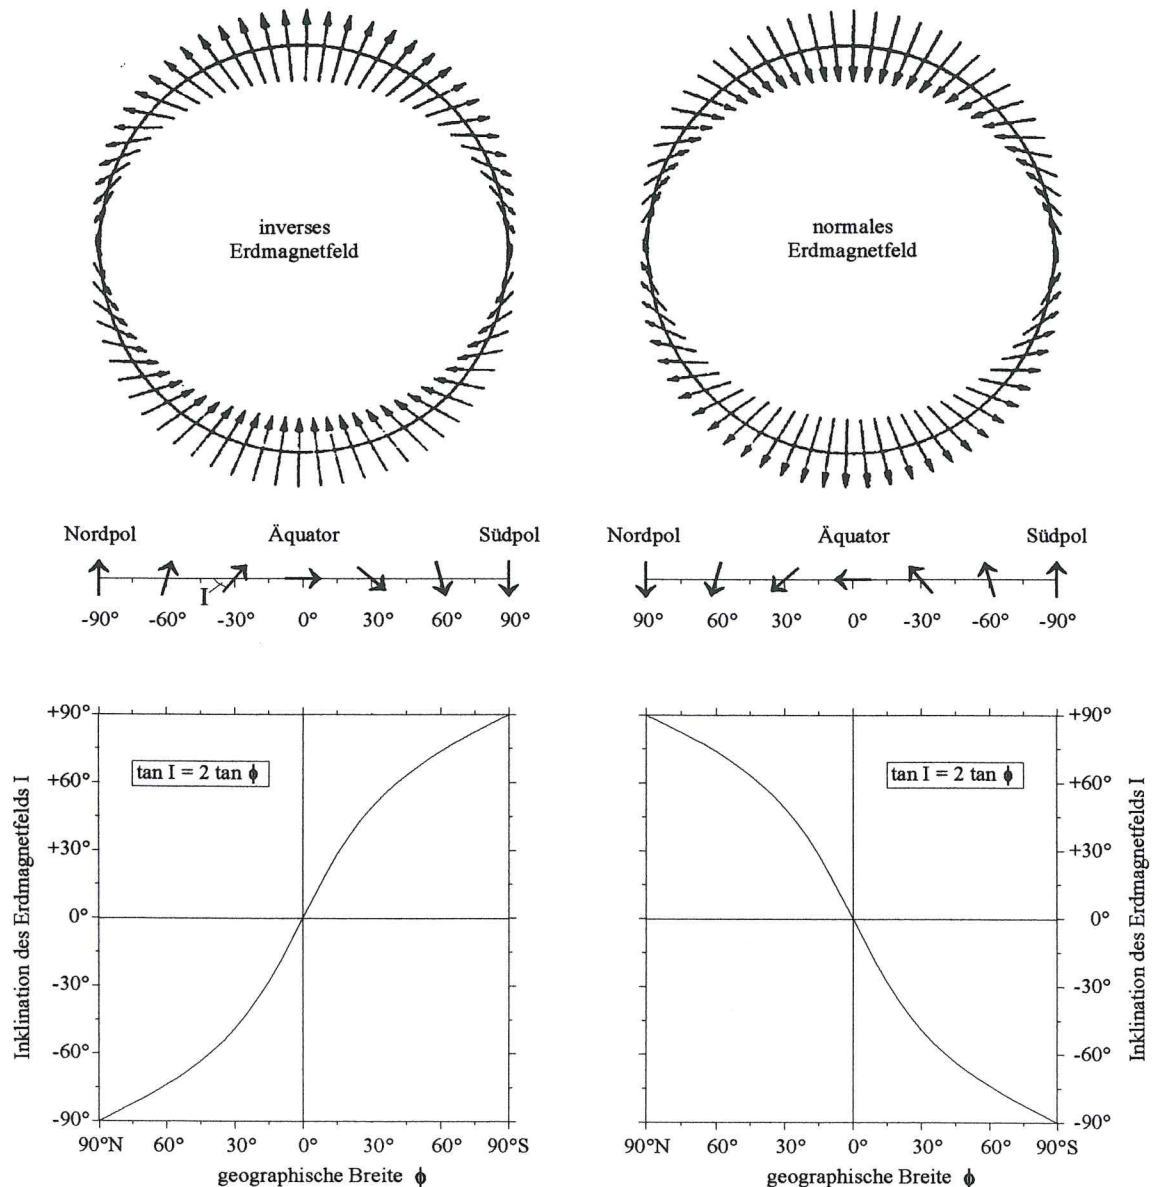 inverses
Erdmagnetfeld
normales
Erdmagnetfeld
Nordpol Äquator Südpol
I
-90° -60° -30° 0° 30° 60° 90°
Nordpol Äquator Südpol
90° 60° 30° 0° -30° -60° -90°
Inklination des Erdmagnetfelds I
+90°
+60°
+30°
0°
-30°
-60°
-90°
tan I = 2 tan ϕ
90°N 60° 30° 0° 30° 60° 90°S
geographische Breite ϕ
tan I = 2 tan ϕ
+90°
+60°
+30°
0°
-30°
-60°
-90°
Inklination des Erdmagnetfelds I
90°N 60° 30° 0° 30° 60° 90°S
geographische Breite ϕ